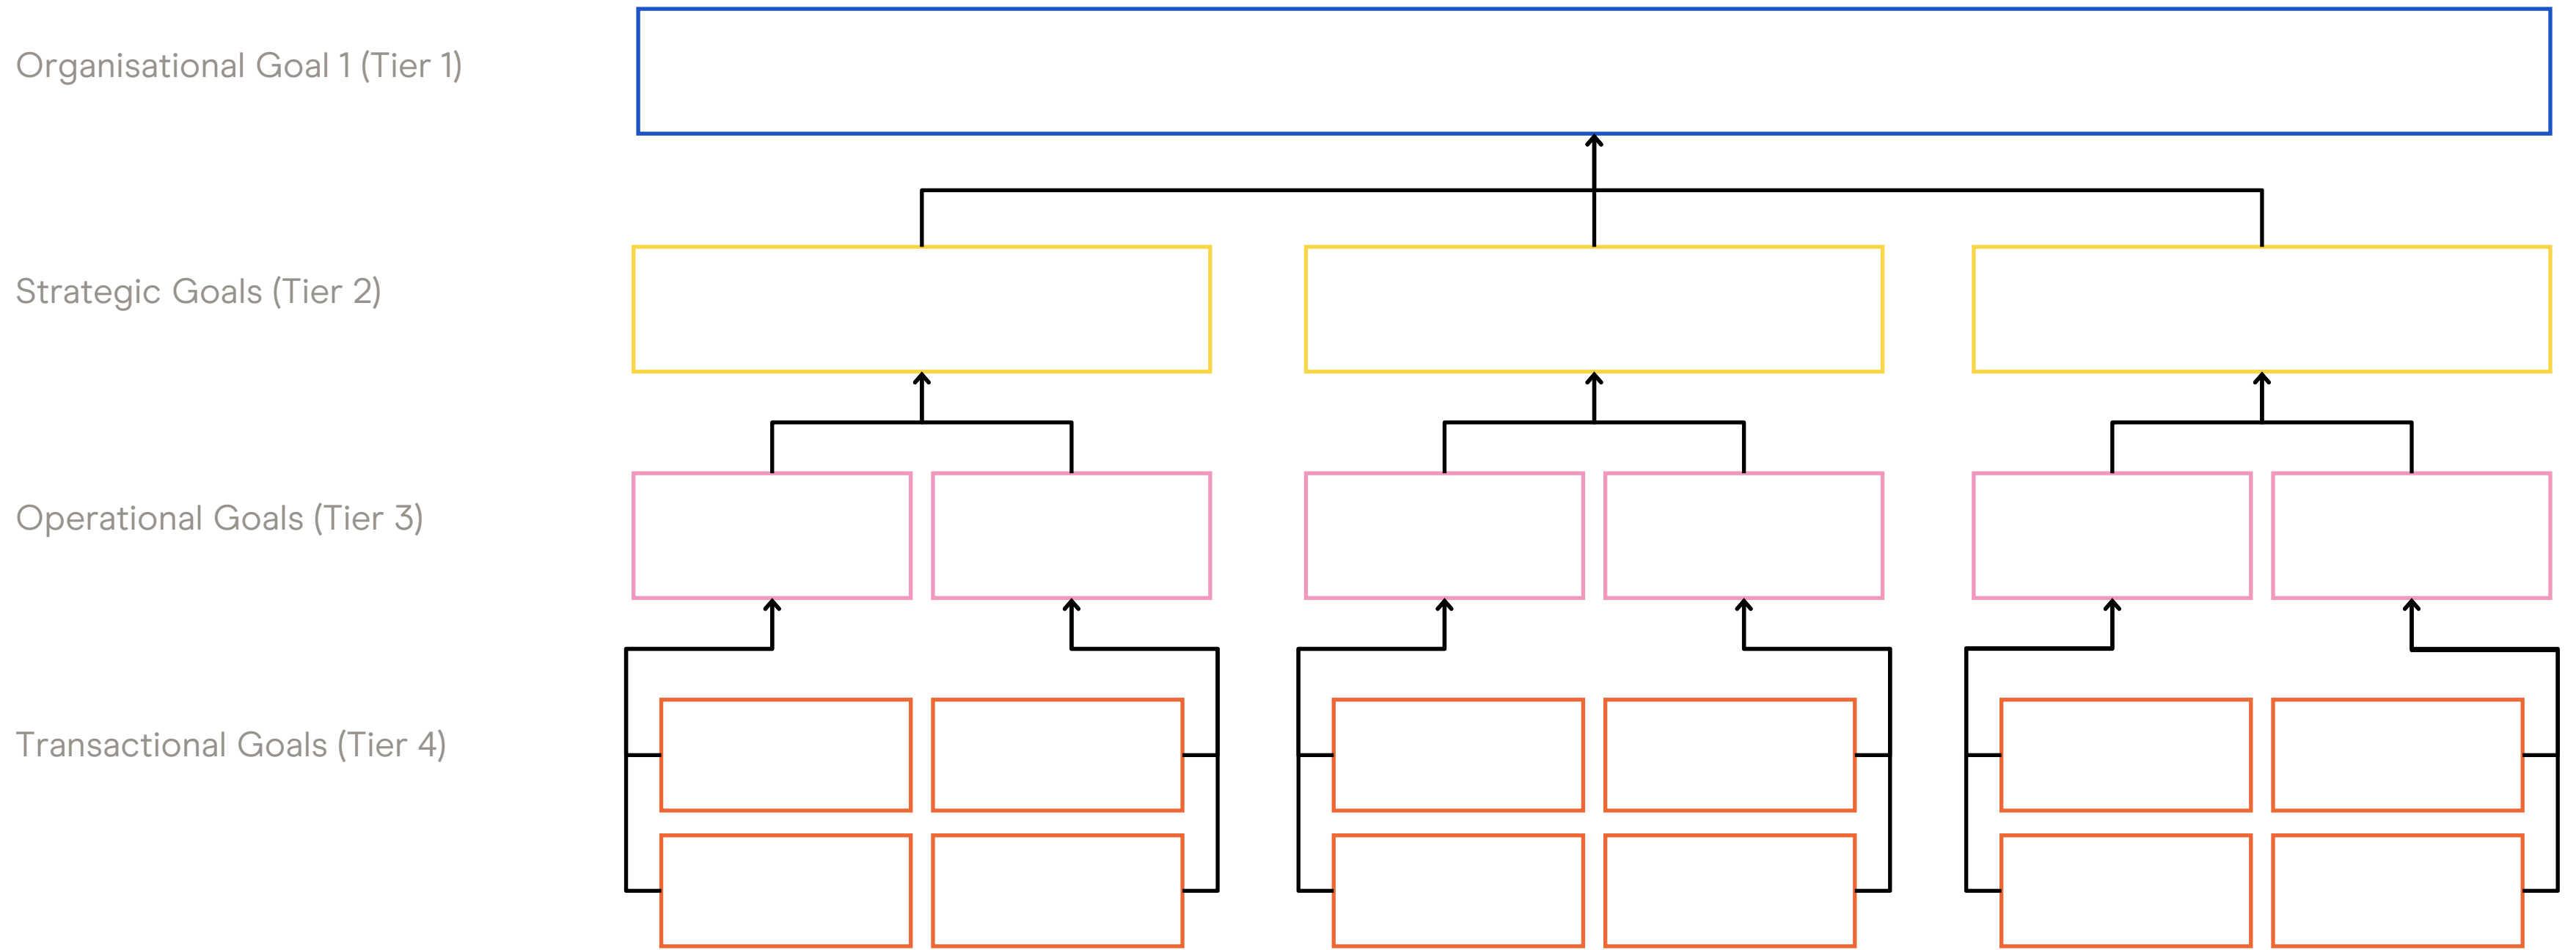 Organisational Goal 1 (Tier 1)
Strategic Goals (Tier 2)
Operational Goals (Tier 3)
Transactional Goals (Tier 4)